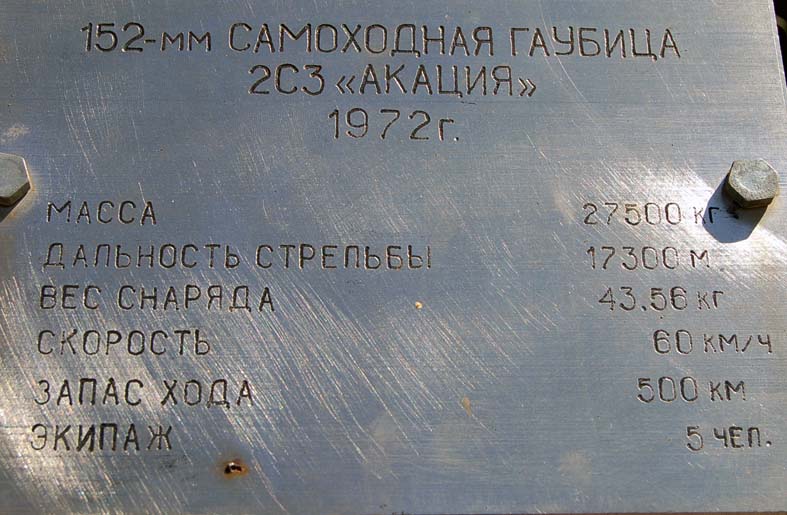 152-мм САМОХОДНАЯ ГАУБИЦА
2С3 «АКАЦИЯ»
1972г.
МАССА 27500 кг
ДАЛЬНОСТЬ СТРЕЛЬБЫ 17300 м
ВЕС СНАРЯДА 43.56 кг
СКОРОСТЬ 60 км/ч
ЗАПАС ХОДА 500 км
ЭКИПАЖ 5 чел.